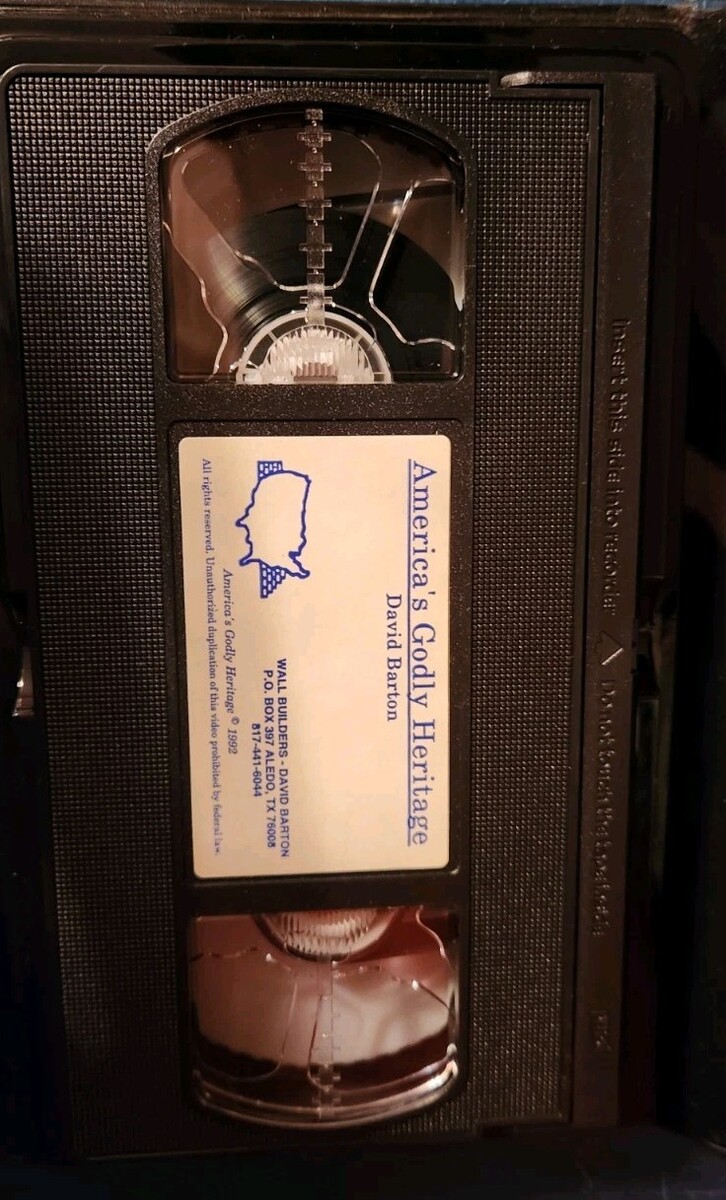 America's Godly Heritage
David Barton
WALL BUILDERS - DAVID BARTON
P.O. BOX 397 ALEDO, TX 76008
817-441-6044
America's Godly Heritage © 1992
All rights reserved. Unauthorized duplication of this video prohibited by federal law.
Insert this side into recorder
Do not touch the tape inside